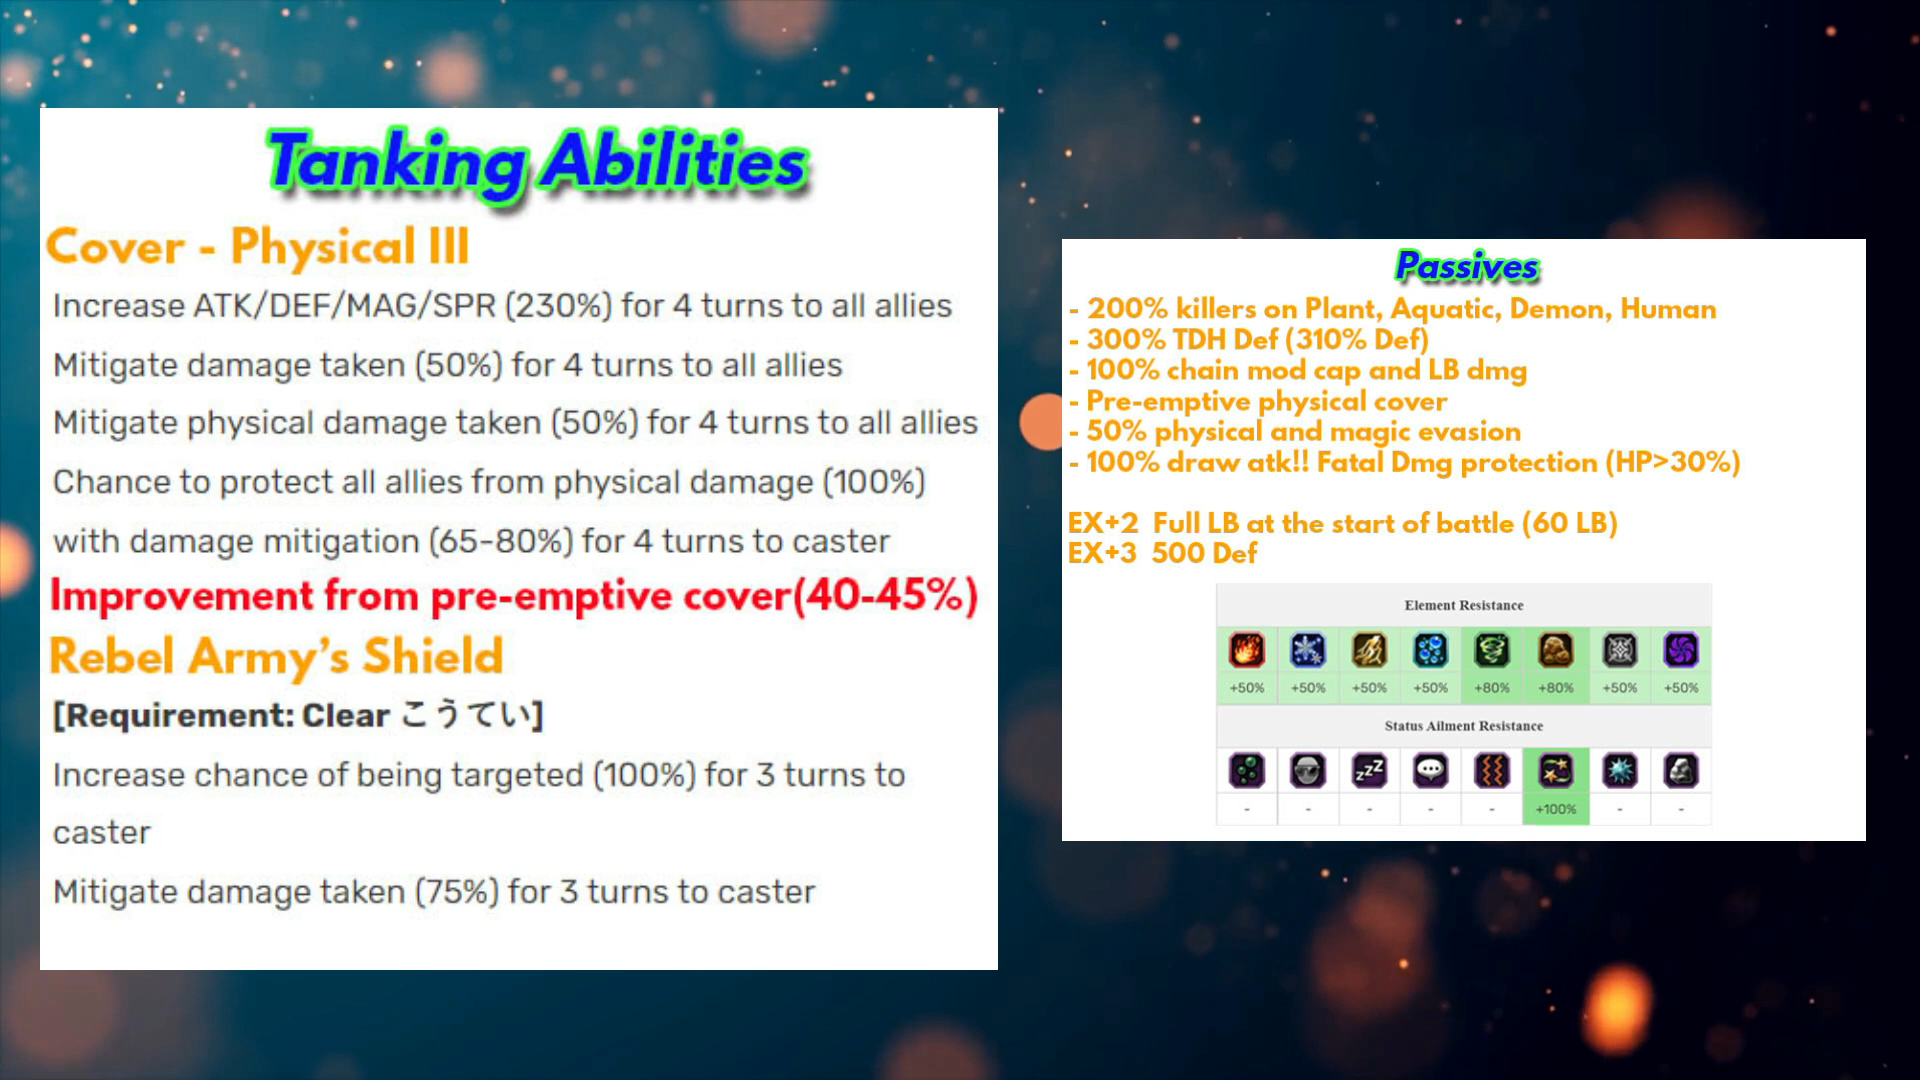 Tanking Abilities
Cover - Physical III
Increase ATK/DEF/MAG/SPR (230%) for 4 turns to all allies
Mitigate damage taken (50%) for 4 turns to all allies
Mitigate physical damage taken (50%) for 4 turns to all allies
Chance to protect all allies from physical damage (100%)
with damage mitigation (65-80%) for 4 turns to caster
Improvement from pre-emptive cover(40-45%)
Rebel Army's Shield
[Requirement: Clear こうてい]
Increase chance of being targeted (100%) for 3 turns to
caster
Mitigate damage taken (75%) for 3 turns to caster
Passives
- 200% killers on Plant, Aquatic, Demon, Human
- 300% TDH Def (310% Def)
- 100% chain mod cap and LB dmg
- Pre-emptive physical cover
- 50% physical and magic evasion
- 100% draw atk!! Fatal Dmg protection (HP>30%)
EX+2 Full LB at the start of battle (60 LB)
EX+3 500 Def
Element Resistance
+50% +50% +50% +50% +80% +80% +50% +50%
Status Ailment Resistance
zZZ
- - - - - +100% - -